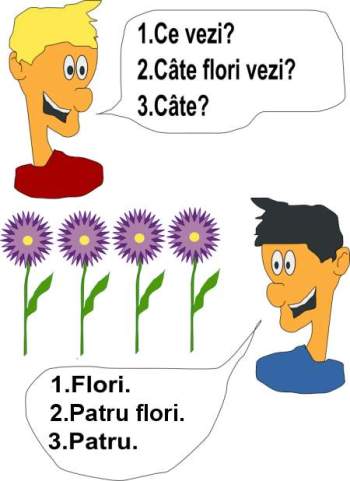 1.Ce vezi?
2.Câte flori vezi?
3.Câte?
1.Flori.
2.Patru flori.
3.Patru.